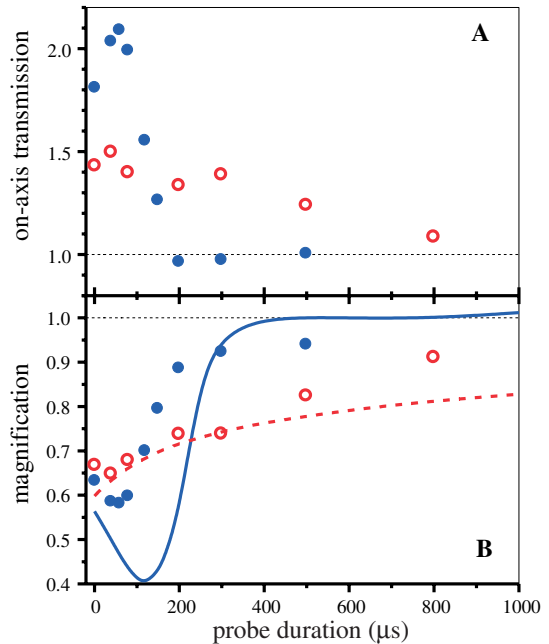 A
on-axis transmission
2.0
1.5
1.0
B
magnification
1.0
0.9
0.8
0.7
0.6
0.5
0.4
0 200 400 600 800 1000
probe duration (μs)